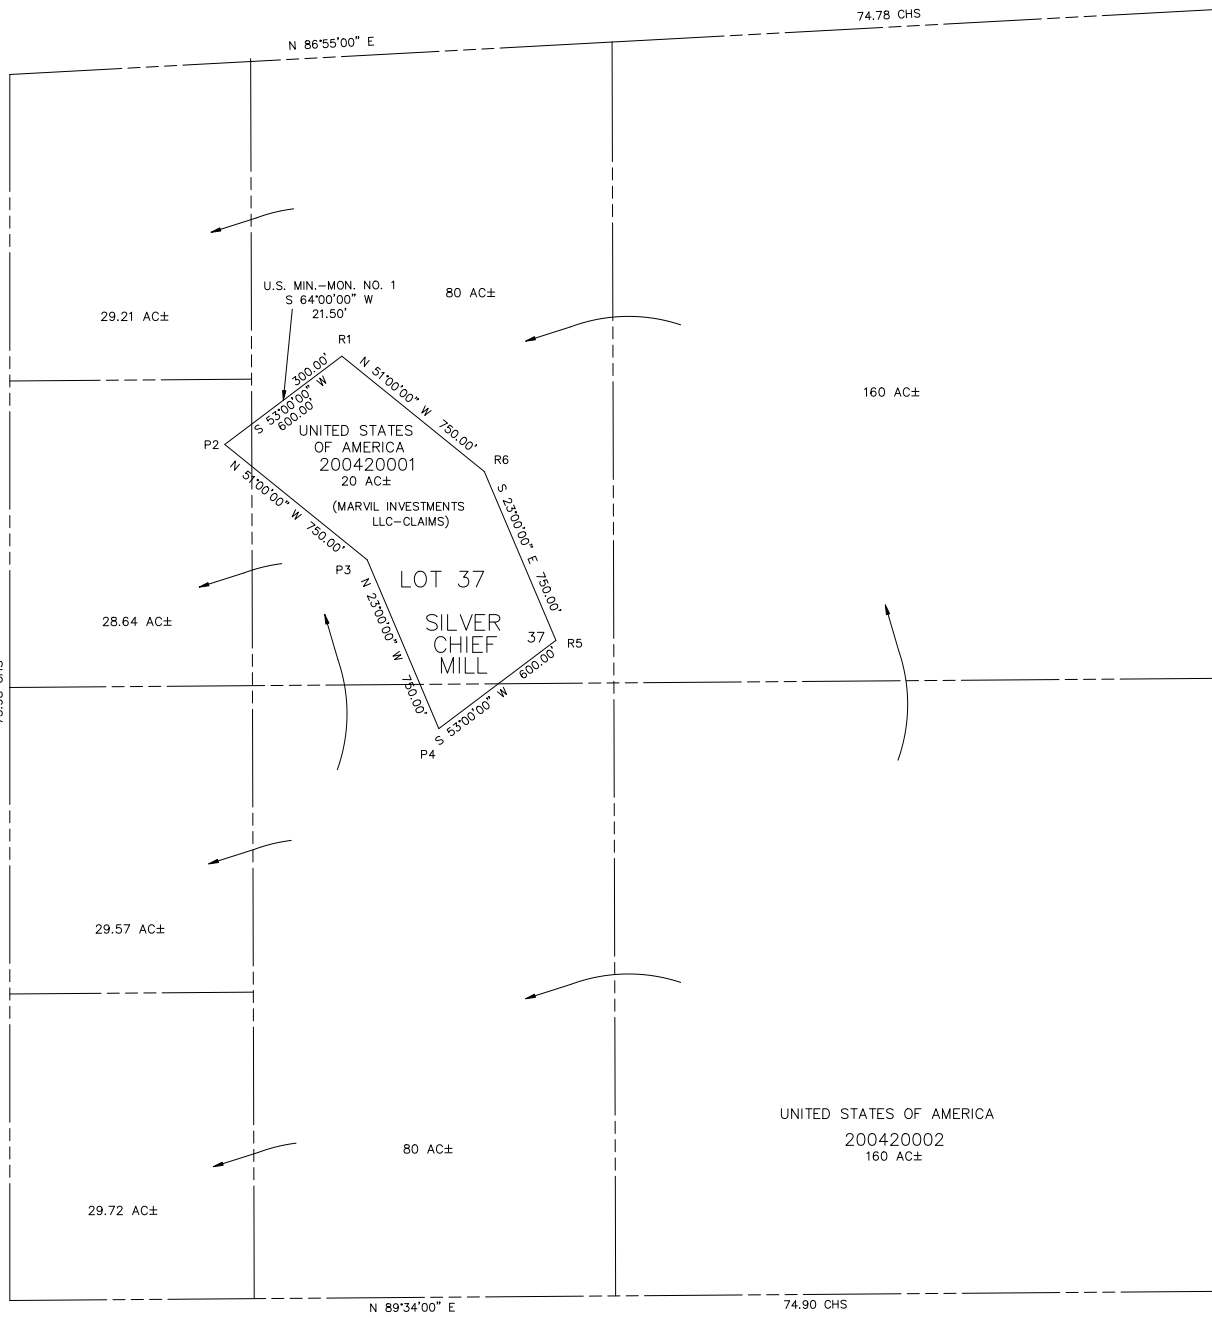 74.78 CHS
N 86°55'00" E
U.S. MIN.-MON. NO. 1
S 64°00'00" W
21.50'
80 AC±
29.21 AC±
R1
300.00'
N 51°00'00" W 750.00'
160 AC±
S 53°00'00" W
600.00'
UNITED STATES
OF AMERICA
200420001
20 AC±
P2
R6
N 51°00'00" W 750.00'
(MARVIL INVESTMENTS
LLC-CLAIMS)
S 23°00'00" E 750.00'
P3
LOT 37
N 23°00'00" W 750.00'
28.64 AC±
SILVER
CHIEF
MILL
37
R5
S 53°00'00" W 600.00'
P4
29.57 AC±
UNITED STATES OF AMERICA
200420002
160 AC±
80 AC±
29.72 AC±
N 89°34'00" E
74.90 CHS